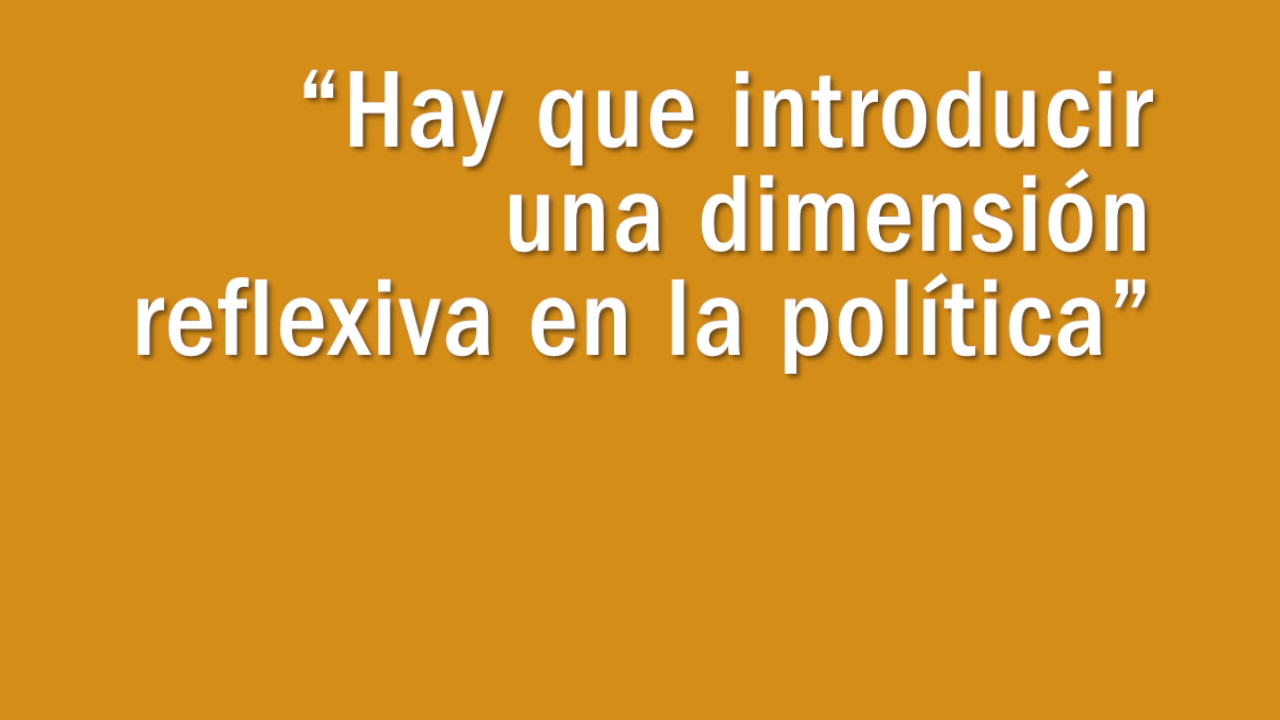 “Hay que introducir
una dimensión
reflexiva en la política”